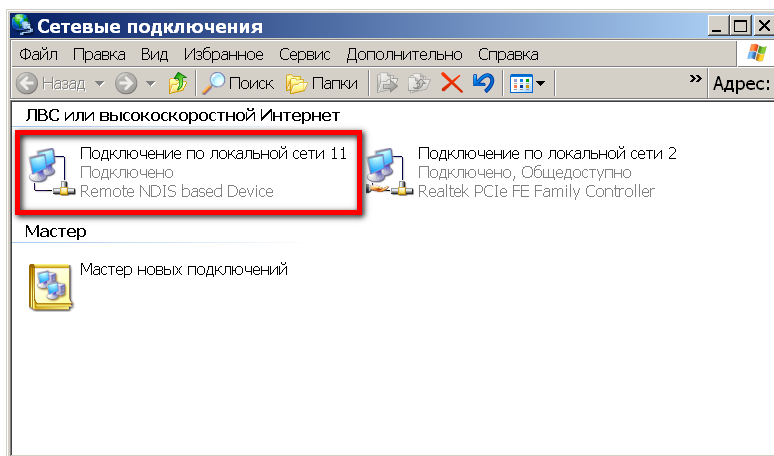 Сетевые подключения
Файл Правка Вид Избранное Сервис Дополнительно Справка
Назад Поиск Папки » Адрес:
ЛВС или высокоскоростной Интернет
Подключение по локальной сети 11
Подключено
Remote NDIS based Device
Подключение по локальной сети 2
Подключено, Общедоступно
Realtek PCIe FE Family Controller
Мастер
Мастер новых подключений